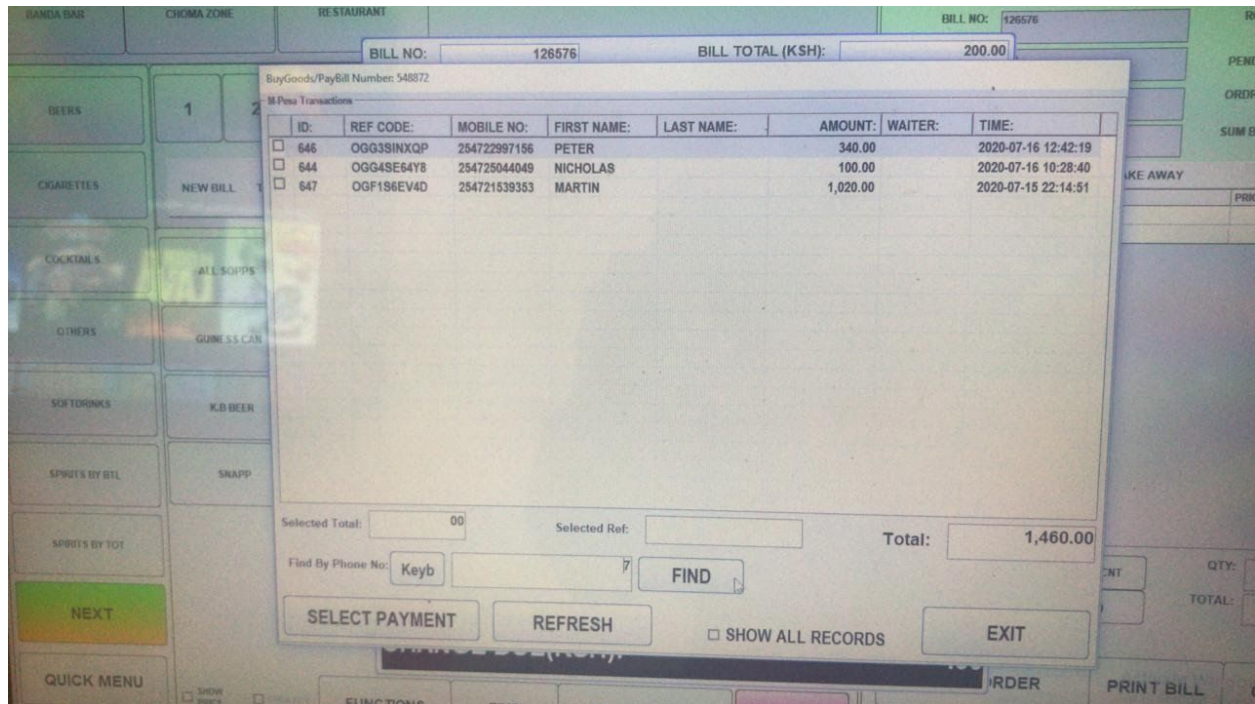 BANDA BAR
CHOMA ZONE
RESTAURANT
BILL NO: 126576
BILL NO: 126576 BILL TOTAL (KSH): 200.00
BuyGoods/PayBill Number: 548872
M-Pesa Transactions
ID: REF CODE: MOBILE NO: FIRST NAME: LAST NAME: AMOUNT: WAITER: TIME:
646 OGG3SINXQP 254722997156 PETER 340.00 2020-07-16 12:42:19
644 OGG4SE64Y8 254725044049 NICHOLAS 100.00 2020-07-16 10:28:40
647 OGF1S6EV4D 254721539353 MARTIN 1,020.00 2020-07-15 22:14:51
Selected Total: 00 Selected Ref: Total: 1,460.00
Find By Phone No: Keyb 7 FIND
SELECT PAYMENT REFRESH SHOW ALL RECORDS EXIT
BEERS
CIGARETTES
COCKTAILS
OTHERS
SOFTDRINKS
SPIRITS BY BTL
SPIRITS BY TOT
NEXT
QUICK MENU
1 2
NEW BILL
ALL SOPPS
GUINESS CAN
K.B BEER
SNAPP
SHOW
FUNCTIONS
SUM B
QTY:
TOTAL:
PRINT BILL